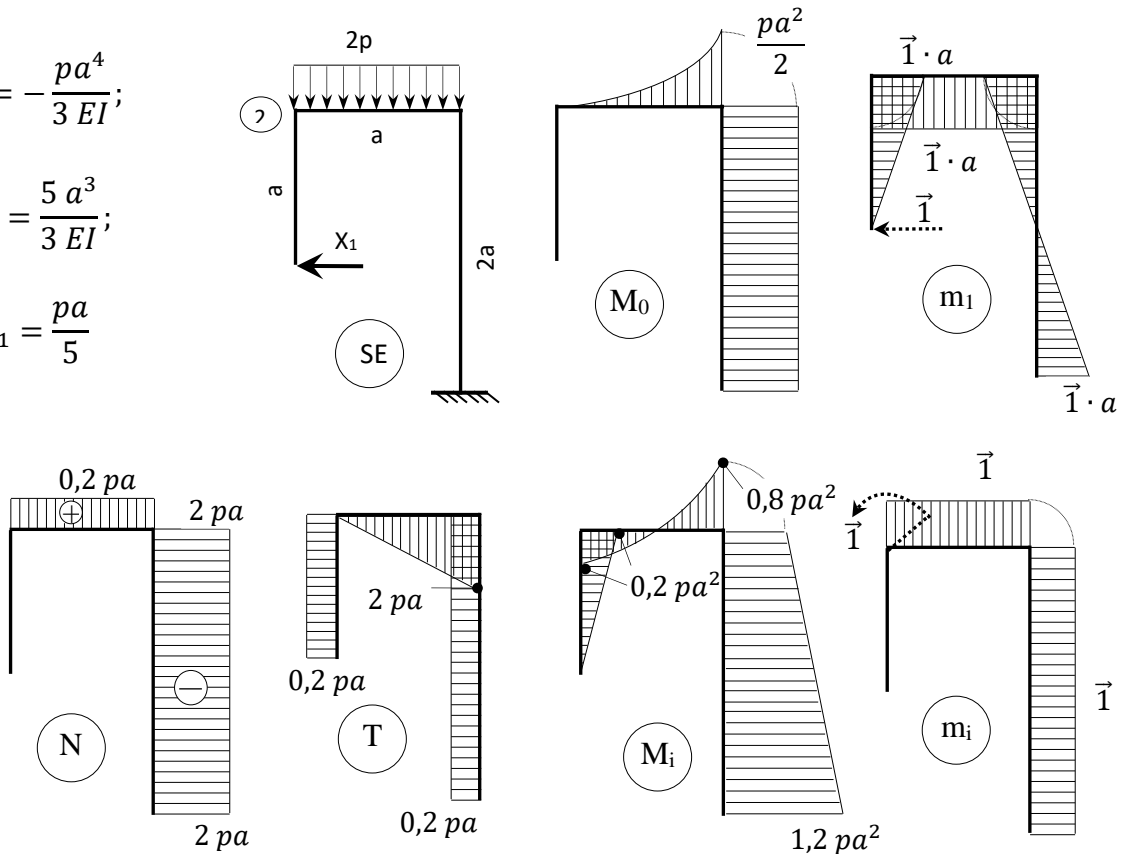 = − pa⁴ / 3 EI ;
= 5 a³ / 3 EI ;
₁ = pa / 5
2p
2
a
a
X₁
2a
SE
pa² / 2
M₀
1⃗ · a
1⃗ · a
1⃗
m₁
1⃗ · a
0,2 pa
+
2 pa
−
N
2 pa
2 pa
0,2 pa
T
0,2 pa
0,8 pa²
0,2 pa²
Mᵢ
1,2 pa²
1⃗
1⃗
1⃗
mᵢ